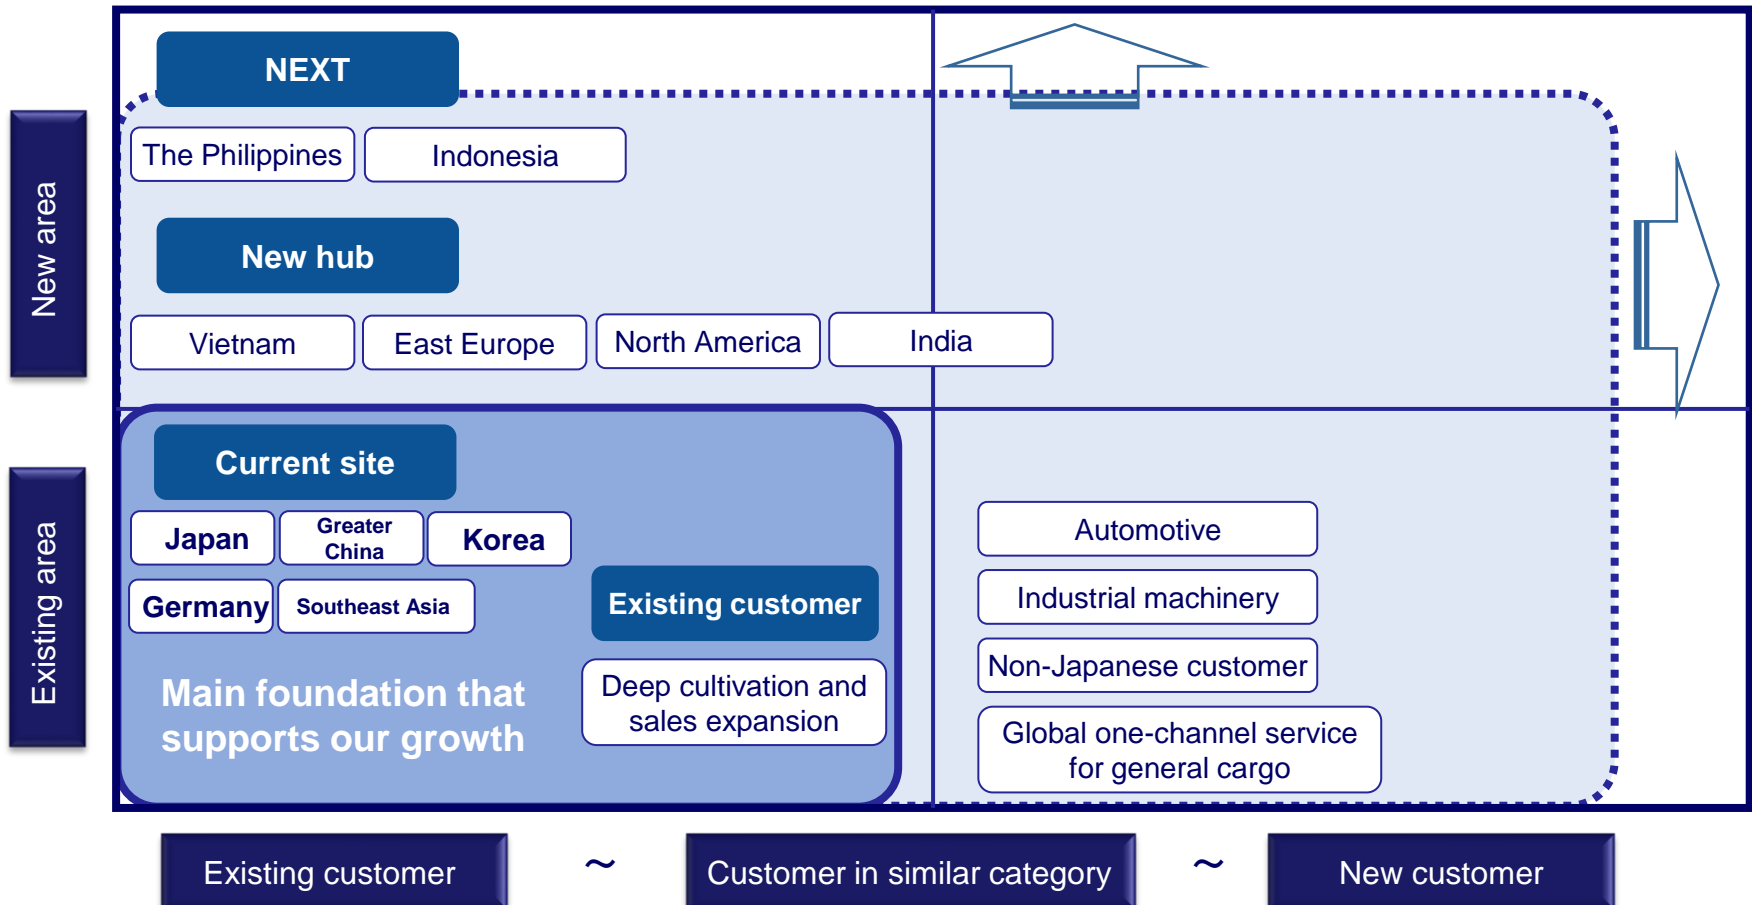 NEXT
The Philippines
Indonesia
New area
New hub
Vietnam
East Europe
North America
India
Current site
Japan
Greater
China
Korea
Germany
Southeast Asia
Existing customer
Existing area
Main foundation that
supports our growth
Deep cultivation and
sales expansion
Automotive
Industrial machinery
Non-Japanese customer
Global one-channel service
for general cargo
Existing customer ~ Customer in similar category ~ New customer